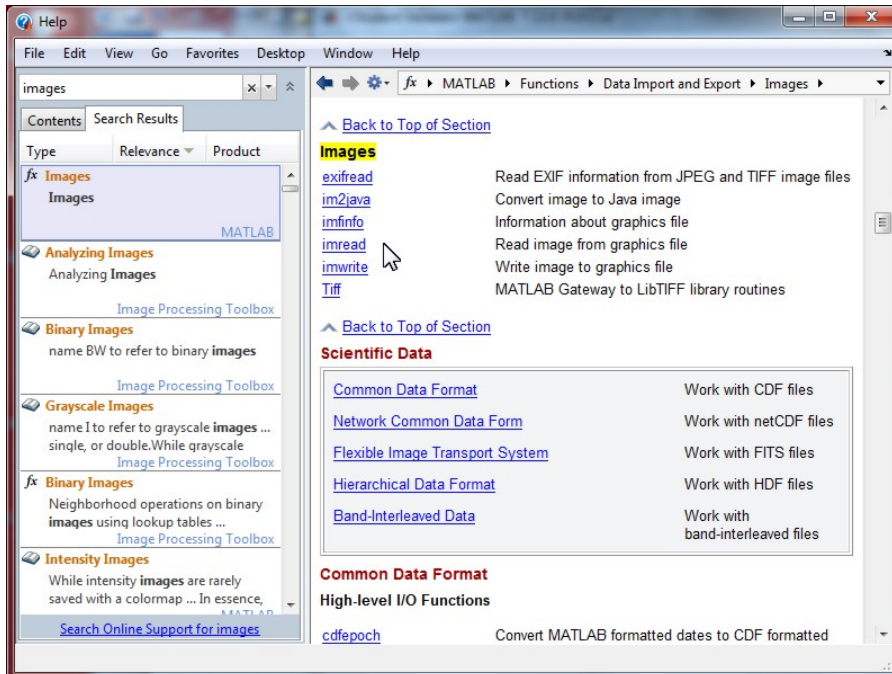 Help
File Edit View Go Favorites Desktop Window Help
images
Contents Search Results
Type Relevance Product
fx Images
Images
MATLAB
Analyzing Images
Analyzing Images
Image Processing Toolbox
Binary Images
name BW to refer to binary images
Image Processing Toolbox
Grayscale Images
name I to refer to grayscale images ...
single, or double.While grayscale
Image Processing Toolbox
fx Binary Images
Neighborhood operations on binary
images using lookup tables ...
Image Processing Toolbox
Intensity Images
While intensity images are rarely
saved with a colormap ... In essence,
MATLAB
Search Online Support for images
fx MATLAB Functions Data Import and Export Images
Back to Top of Section
Images
exifread Read EXIF information from JPEG and TIFF image files
im2java Convert image to Java image
imfinfo Information about graphics file
imread Read image from graphics file
imwrite Write image to graphics file
Tiff MATLAB Gateway to LibTIFF library routines
Back to Top of Section
Scientific Data
Common Data Format Work with CDF files
Network Common Data Form Work with netCDF files
Flexible Image Transport System Work with FITS files
Hierarchical Data Format Work with HDF files
Band-Interleaved Data Work with
band-interleaved files
Common Data Format
High-level I/O Functions
cdfepoch Convert MATLAB formatted dates to CDF formatted